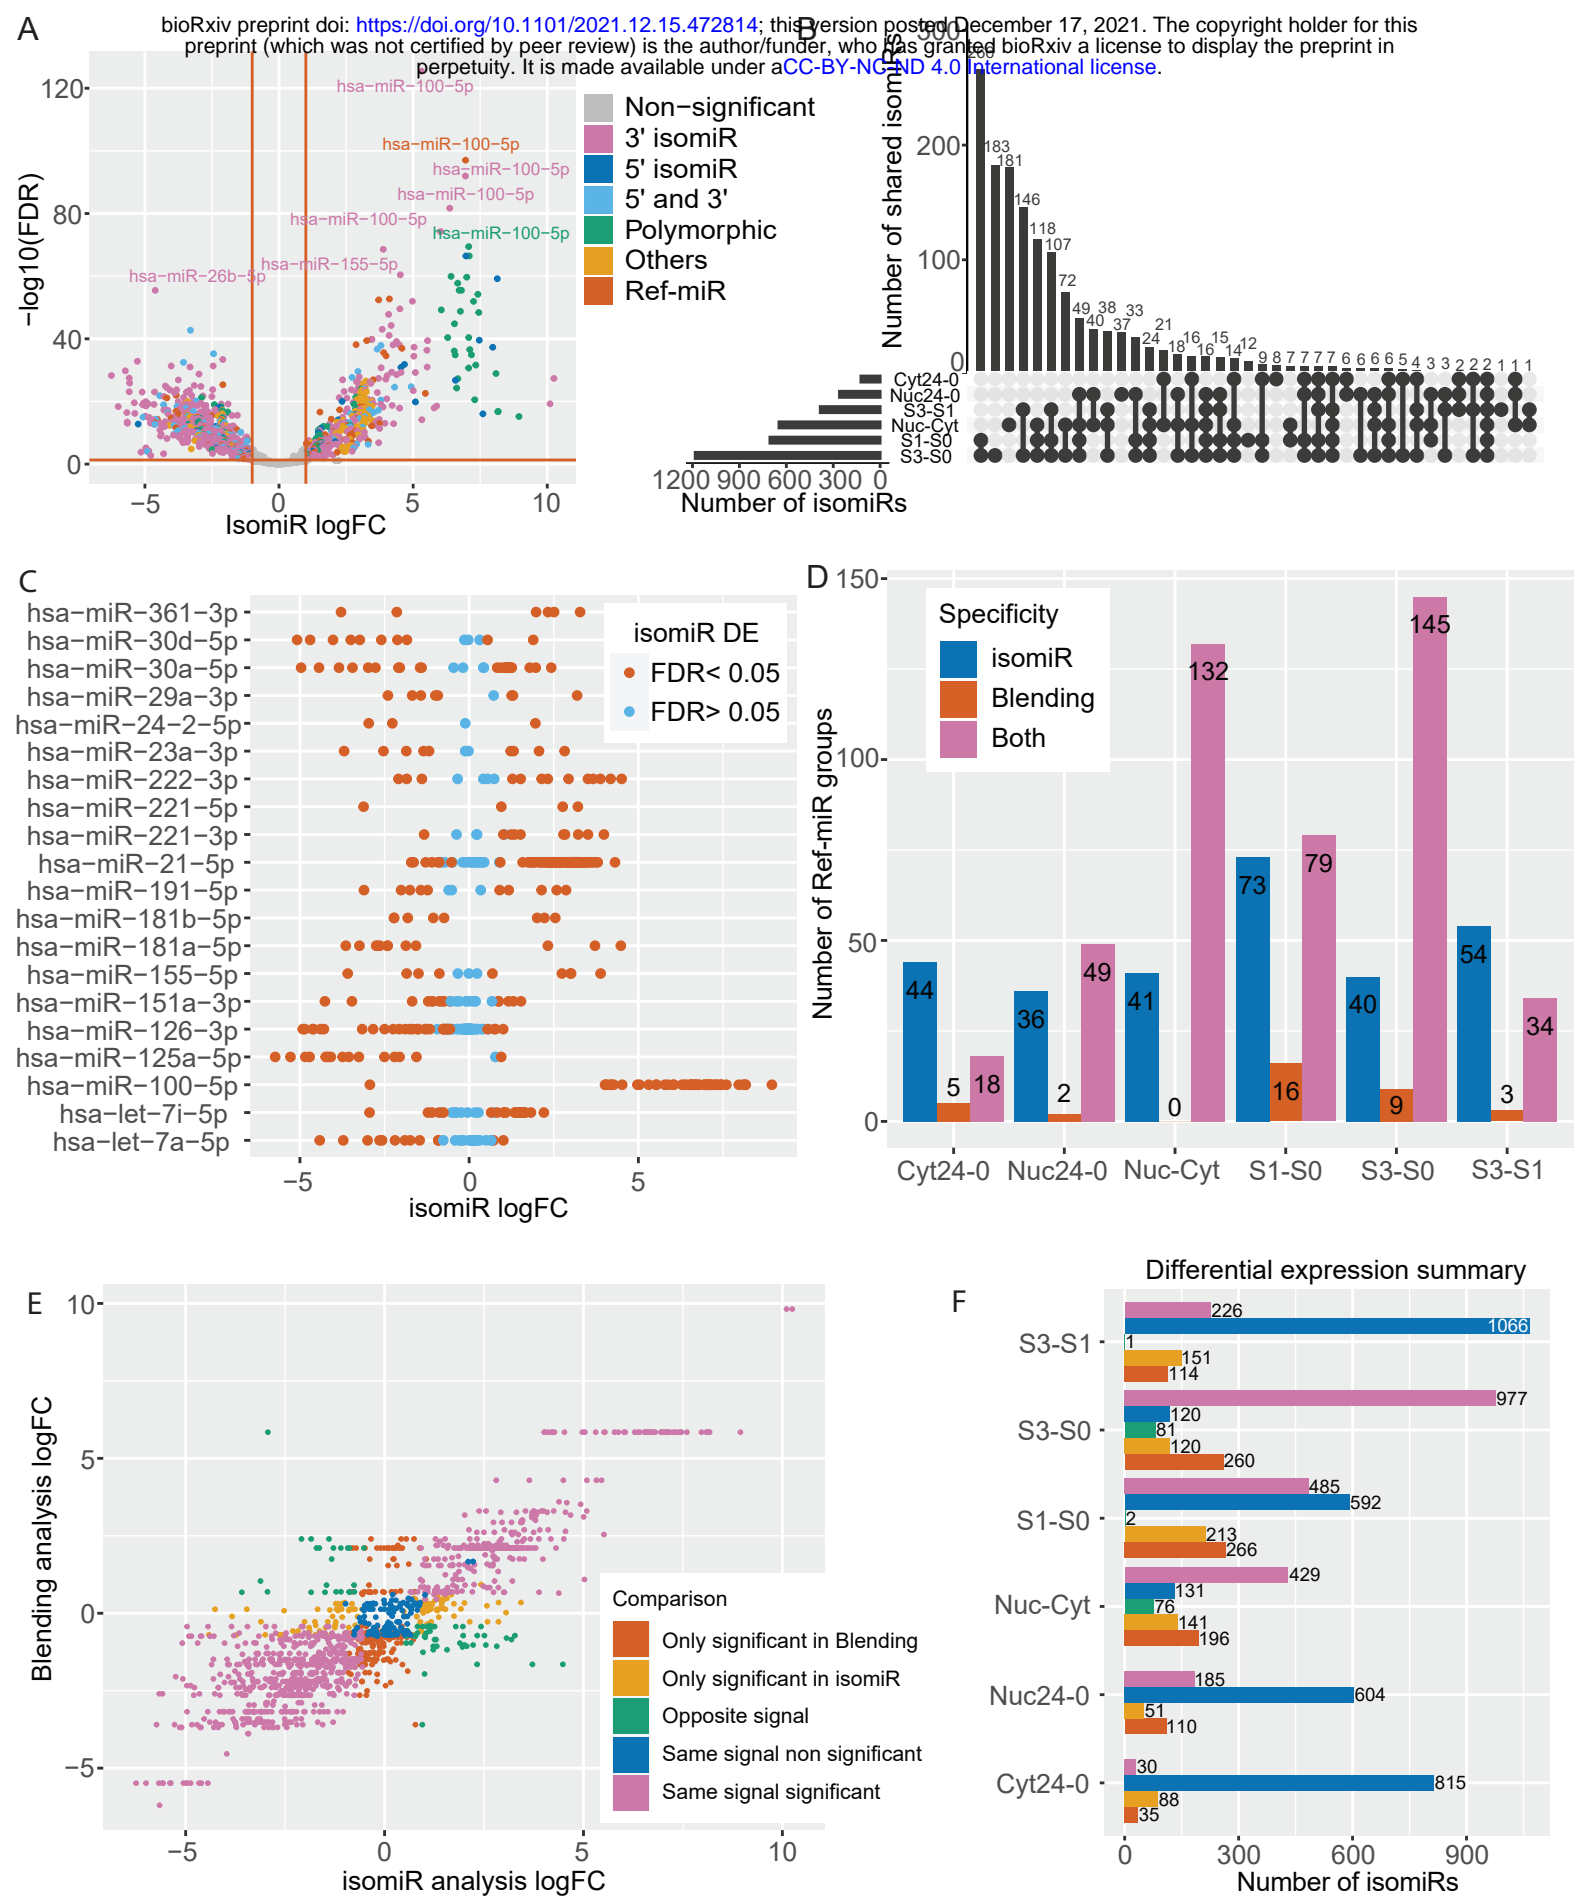 bioRxiv preprint doi: https://doi.org/10.1101/2021.12.15.472814; this version posted December 17, 2021. The copyright holder for this
preprint (which was not certified by peer review) is the author/funder, who has granted bioRxiv a license to display the preprint in
perpetuity. It is made available under aCC-BY-NC-ND 4.0 International license.
A
−log10(FDR)
120
80
40
0
−5 0 5 10
IsomiR logFC
hsa−miR−100−5p
hsa−miR−100−5p
hsa−miR−100−5p
hsa−miR−100−5p
hsa−miR−100−5p
hsa−miR−100−5p
hsa−miR−155−5p
hsa−miR−26b−5p
Non−significant
3' isomiR
5' isomiR
5' and 3'
Polymorphic
Others
Ref−miR
B
Number of shared isomiRs
300
200
100
0
260 183 181 146 118 107 72 49 40 38 37 33 24 21 18 16 16 15 14 12 9 8 7 7 7 7 6 6 6 6 5 4 3 3 2 2 2 1 1 1
Cyt24-0
Nuc24-0
S3-S1
Nuc-Cyt
S1-S0
S3-S0
1200 900 600 300 0
Number of isomiRs
C
hsa−miR−361−3p
hsa−miR−30d−5p
hsa−miR−30a−5p
hsa−miR−29a−3p
hsa−miR−24−2−5p
hsa−miR−23a−3p
hsa−miR−222−3p
hsa−miR−221−5p
hsa−miR−221−3p
hsa−miR−21−5p
hsa−miR−191−5p
hsa−miR−181b−5p
hsa−miR−181a−5p
hsa−miR−155−5p
hsa−miR−151a−3p
hsa−miR−126−3p
hsa−miR−125a−5p
hsa−miR−100−5p
hsa−let−7i−5p
hsa−let−7a−5p
−5 0 5
isomiR logFC
isomiR DE
FDR< 0.05
FDR> 0.05
D
Number of Ref−miR groups
150
100
50
0
Specificity
isomiR
Blending
Both
44 5 18
36 2 49
41 0 132
73 16 79
40 9 145
54 3 34
Cyt24-0 Nuc24-0 Nuc-Cyt S1-S0 S3-S0 S3-S1
E
Blending analysis logFC
10
5
0
−5
−5 0 5 10
isomiR analysis logFC
Comparison
Only significant in Blending
Only significant in isomiR
Opposite signal
Same signal non significant
Same signal significant
F
Differential expression summary
S3-S1
226
1066
1
151
114
S3-S0
977
120
81
120
260
S1-S0
485
592
2
213
266
Nuc-Cyt
429
131
76
141
196
Nuc24-0
185
604
51
110
Cyt24-0
30
815
88
35
0 300 600 900
Number of isomiRs